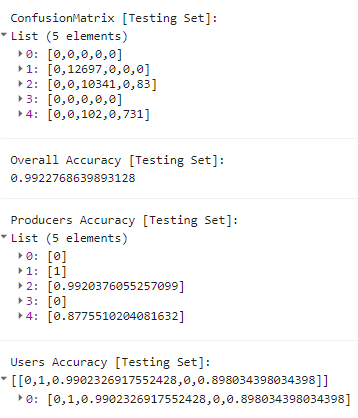 ConfusionMatrix [Testing Set]:
List (5 elements)
0: [0,0,0,0,0]
1: [0,12697,0,0,0]
2: [0,0,10341,0,83]
3: [0,0,0,0,0]
4: [0,0,102,0,731]
Overall Accuracy [Testing Set]:
0.9922768639893128
Producers Accuracy [Testing Set]:
List (5 elements)
0: [0]
1: [1]
2: [0.9920376055257099]
3: [0]
4: [0.8775510204081632]
Users Accuracy [Testing Set]:
[[0,1,0.9902326917552428,0,0.898034398034398]]
0: [0,1,0.9902326917552428,0,0.898034398034398]